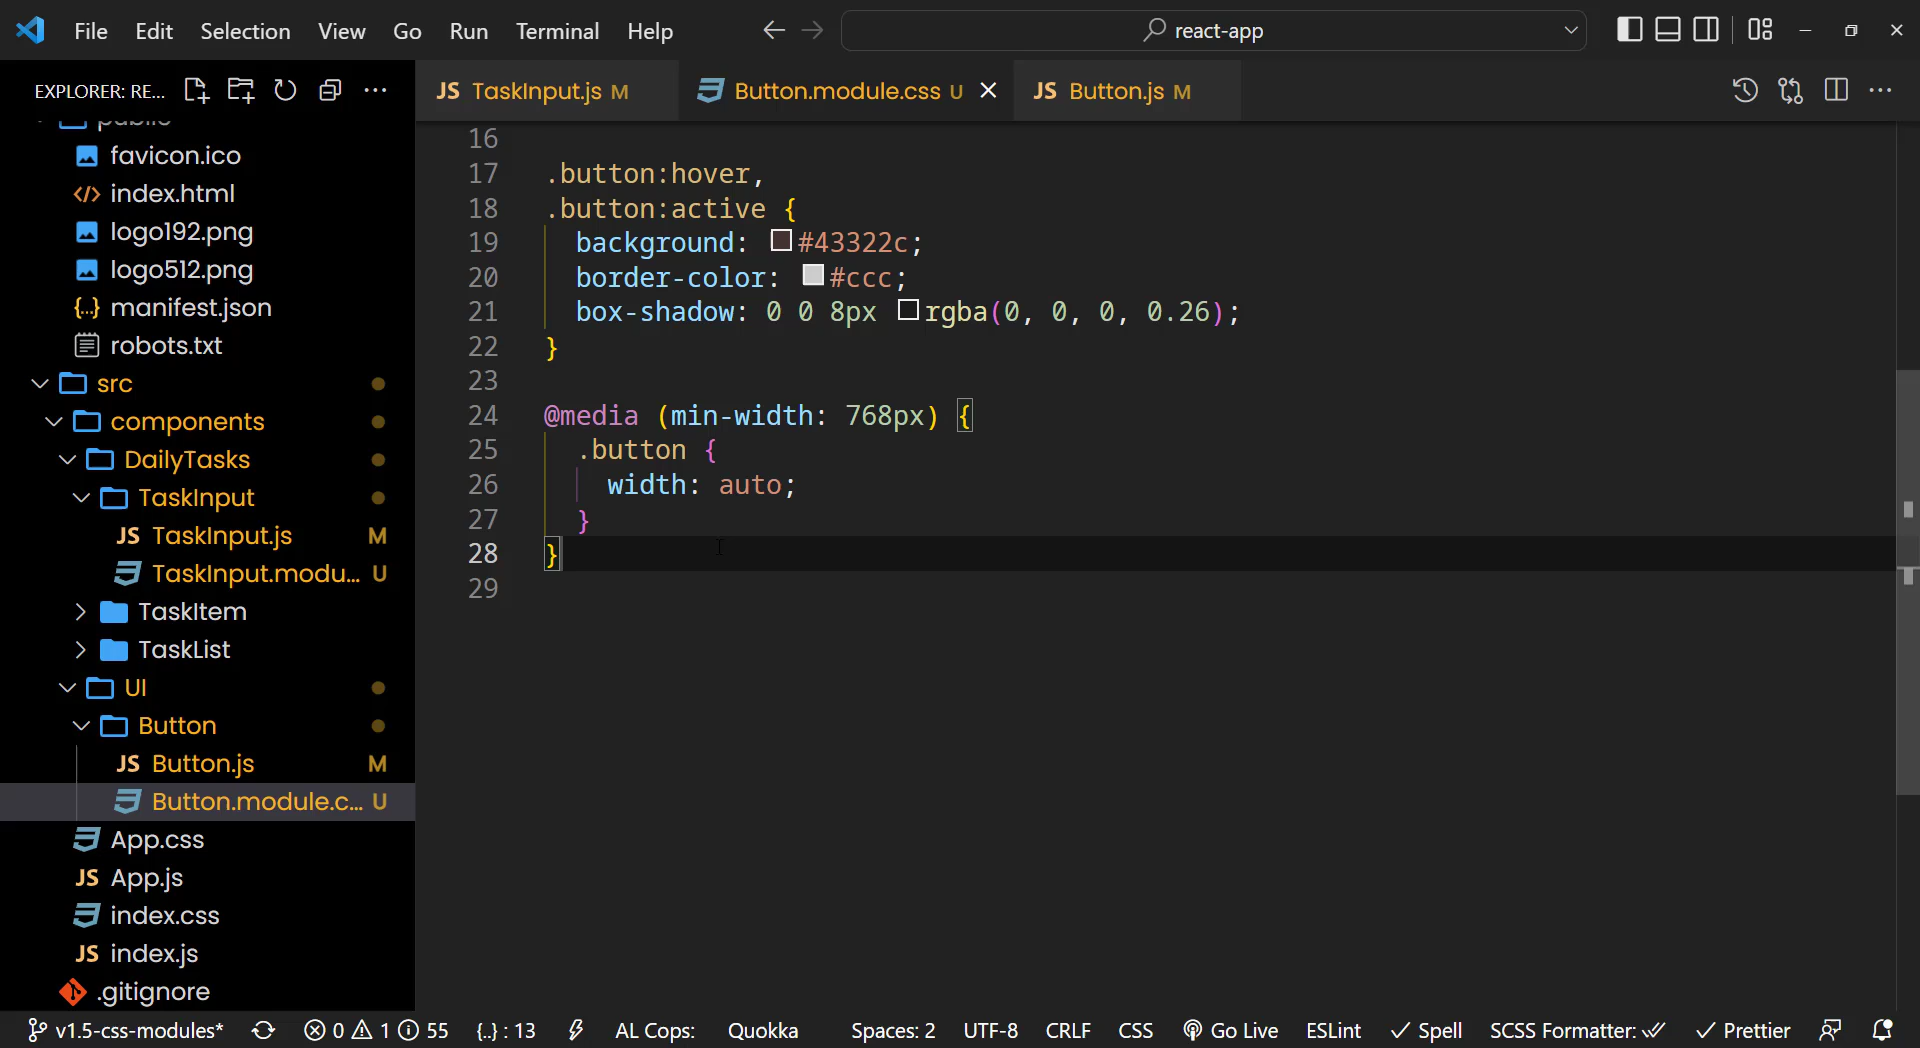 File Edit Selection View Go Run Terminal Help
react-app
EXPLORER: RE...
JS TaskInput.js M
Button.module.css U
JS Button.js M
public
favicon.ico
index.html
logo192.png
logo512.png
manifest.json
robots.txt
src
components
DailyTasks
TaskInput
JS TaskInput.js M
TaskInput.modu... U
TaskItem
TaskList
UI
Button
JS Button.js M
Button.module.c... U
App.css
JS App.js
index.css
JS index.js
.gitignore
16
17 .button:hover,
18 .button:active {
19 background: #43322c;
20 border-color: #ccc;
21 box-shadow: 0 0 8px rgba(0, 0, 0, 0.26);
22 }
23
24 @media (min-width: 768px) {
25 .button {
26 width: auto;
27 }
28 }
29
v1.5-css-modules* 0 1 55 {..} : 13 AL Cops: Quokka Spaces: 2 UTF-8 CRLF CSS Go Live ESLint Spell SCSS Formatter: Prettier